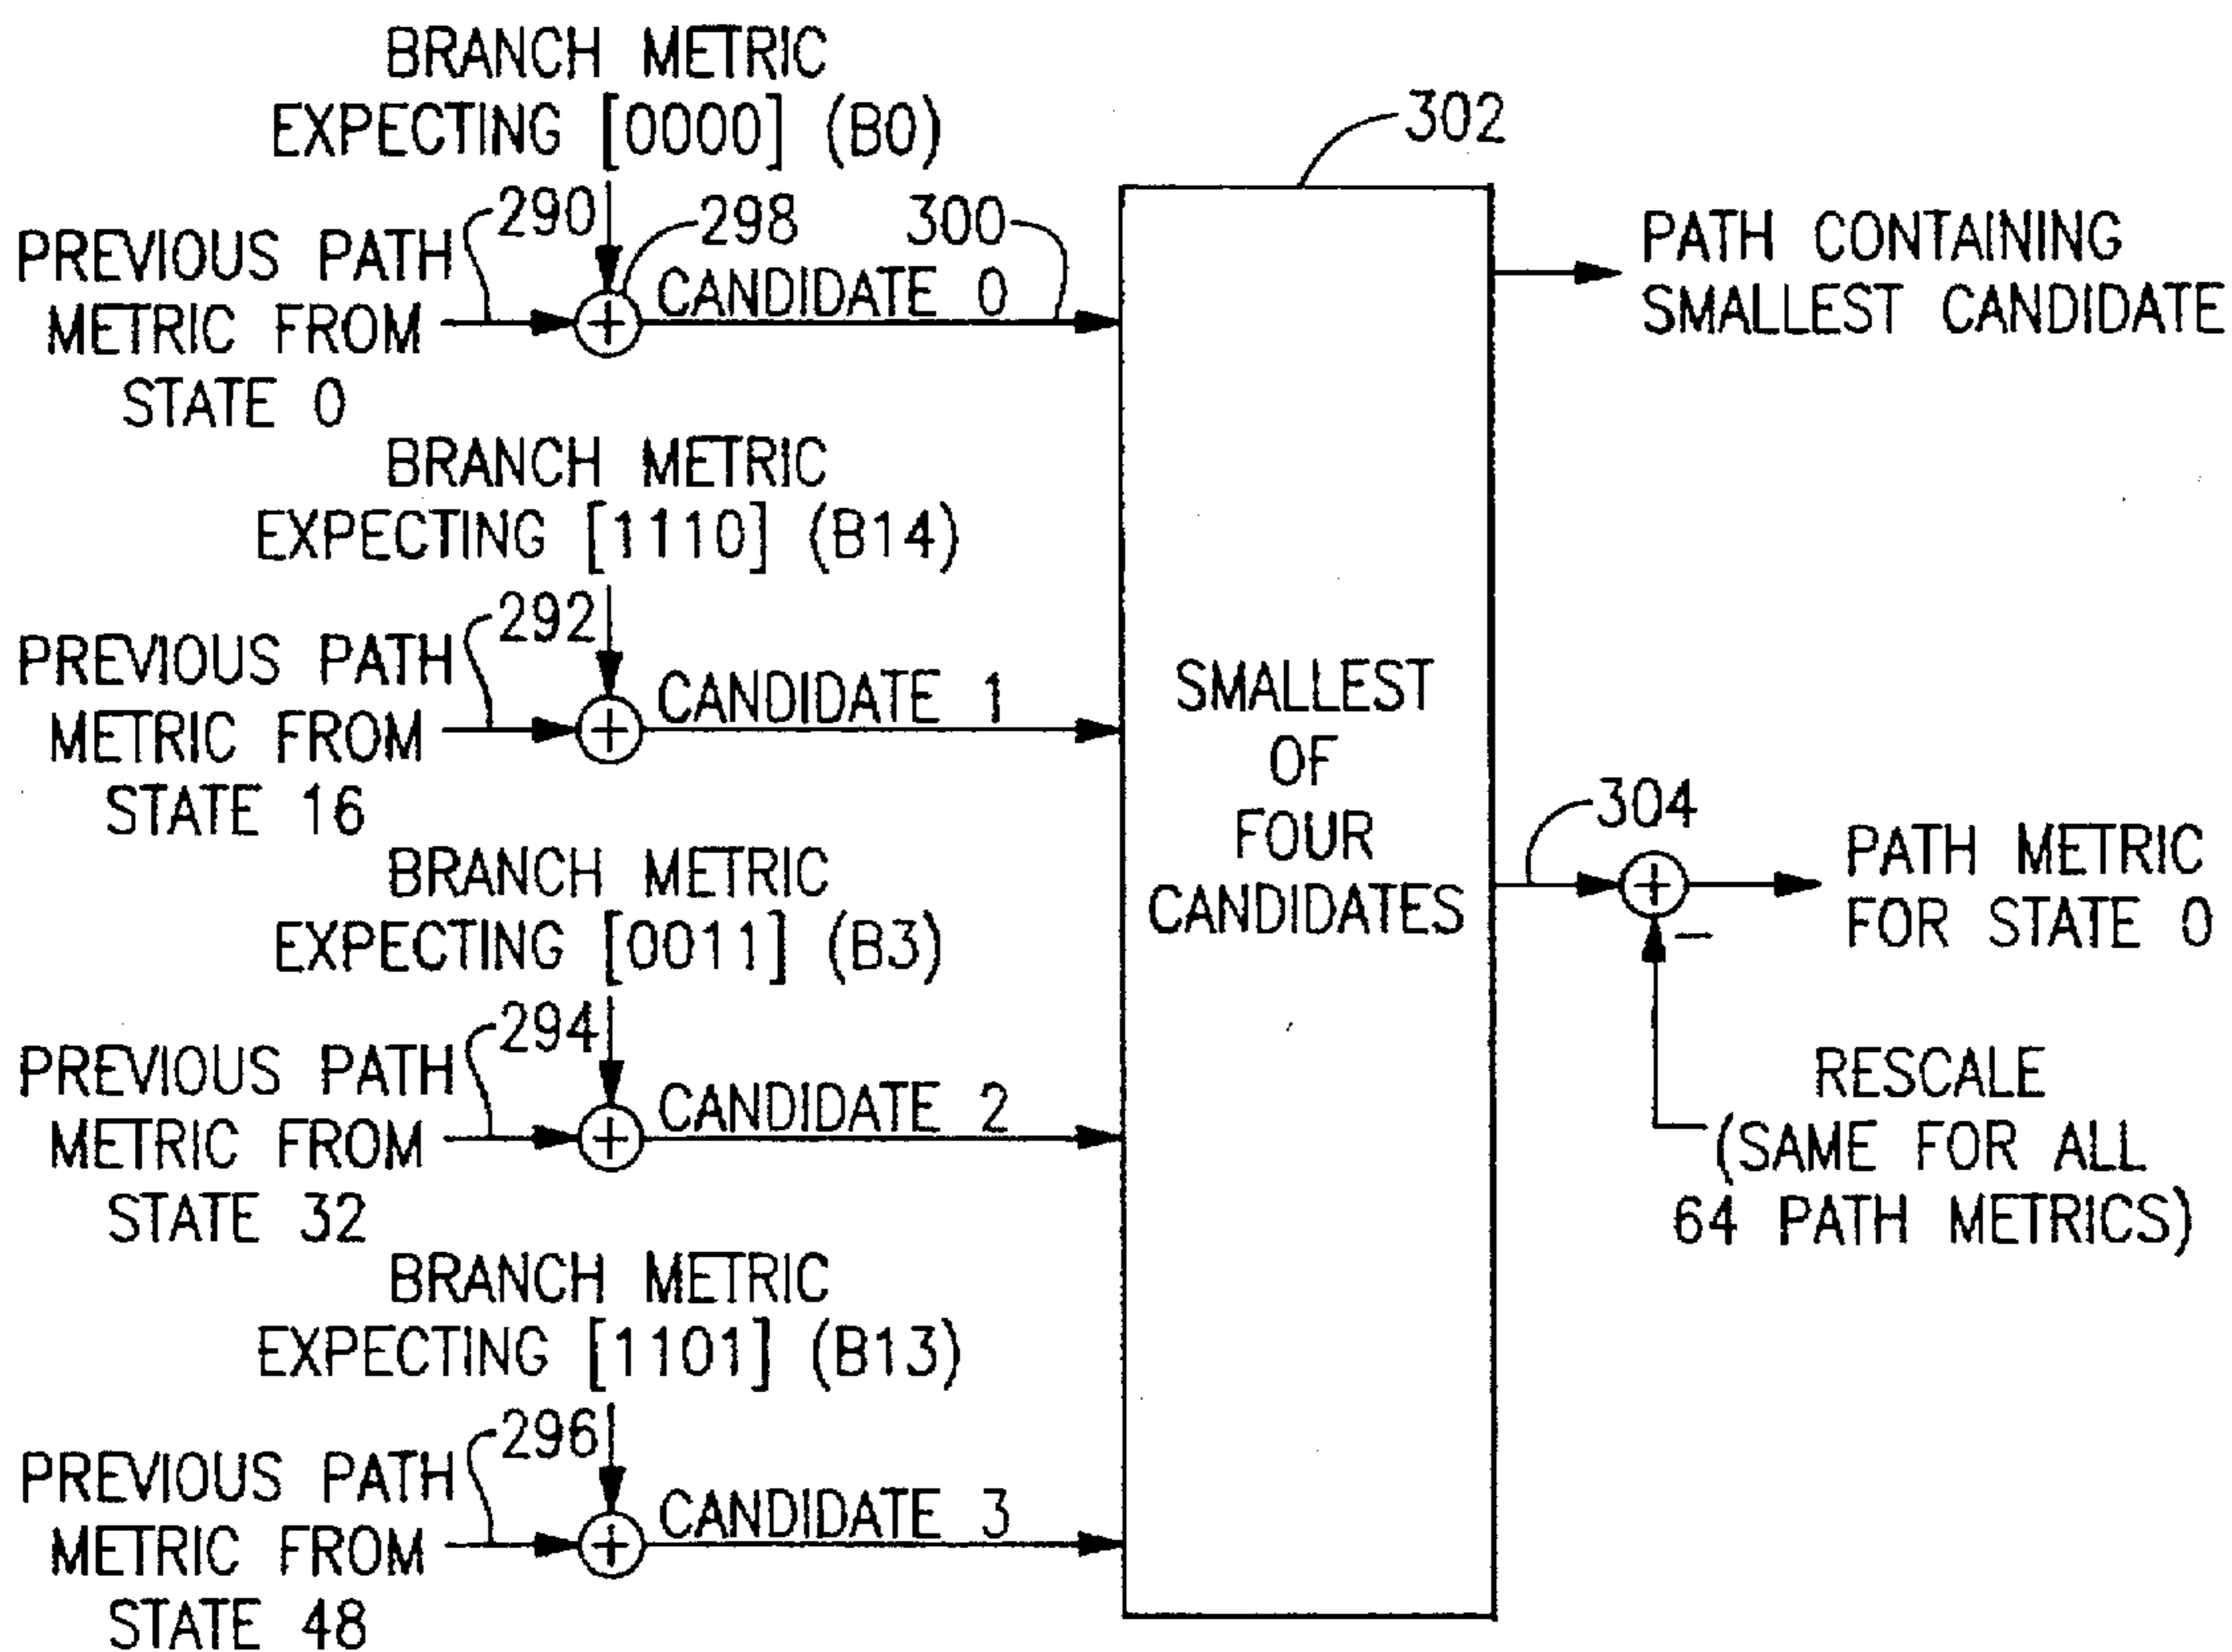 BRANCH METRIC
EXPECTING [0000] (B0)
290
298
300
302
PREVIOUS PATH
METRIC FROM
STATE 0
CANDIDATE 0
PATH CONTAINING
SMALLEST CANDIDATE
BRANCH METRIC
EXPECTING [1110] (B14)
292
PREVIOUS PATH
METRIC FROM
STATE 16
CANDIDATE 1
SMALLEST
OF
FOUR
CANDIDATES
304
PATH METRIC
FOR STATE 0
–
RESCALE
(SAME FOR ALL
64 PATH METRICS)
BRANCH METRIC
EXPECTING [0011] (B3)
294
PREVIOUS PATH
METRIC FROM
STATE 32
CANDIDATE 2
BRANCH METRIC
EXPECTING [1101] (B13)
296
PREVIOUS PATH
METRIC FROM
STATE 48
CANDIDATE 3